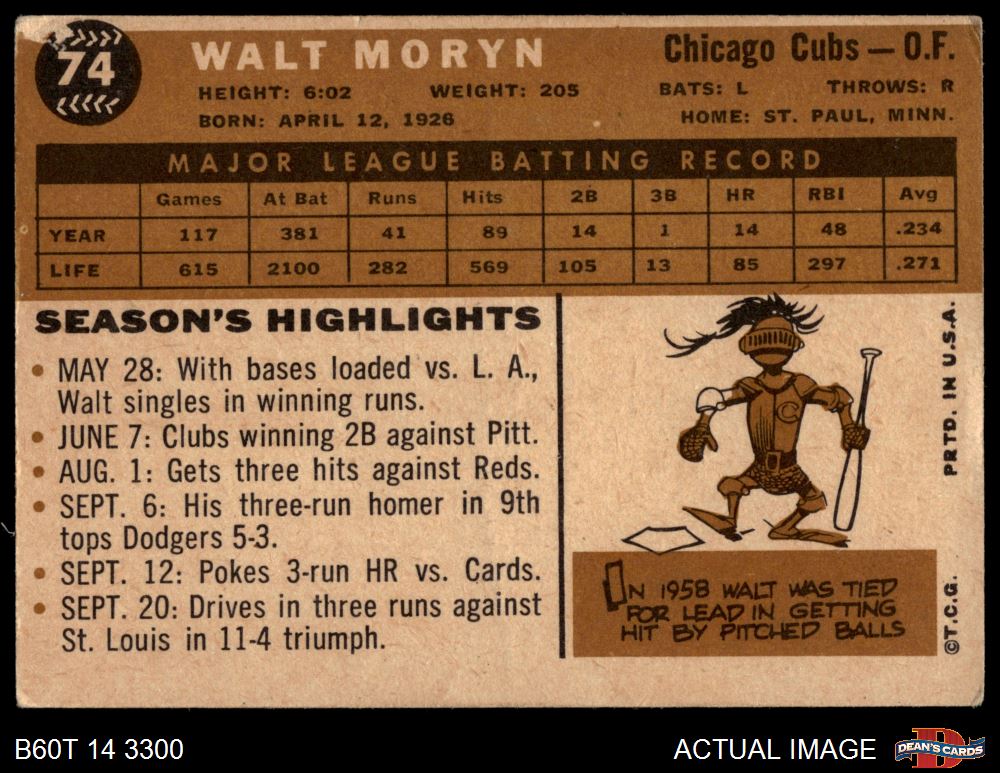 74
WALT MORYN
Chicago Cubs — O.F.
HEIGHT: 6:02 WEIGHT: 205 BATS: L THROWS: R
BORN: APRIL 12, 1926 HOME: ST. PAUL, MINN.
MAJOR LEAGUE BATTING RECORD
Games At Bat Runs Hits 2B 3B HR RBI Avg
YEAR 117 381 41 89 14 1 14 48 .234
LIFE 615 2100 282 569 105 13 85 297 .271
SEASON'S HIGHLIGHTS
• MAY 28: With bases loaded vs. L. A.,
Walt singles in winning runs.
• JUNE 7: Clubs winning 2B against Pitt.
• AUG. 1: Gets three hits against Reds.
• SEPT. 6: His three-run homer in 9th
tops Dodgers 5-3.
• SEPT. 12: Pokes 3-run HR vs. Cards.
• SEPT. 20: Drives in three runs against
St. Louis in 11-4 triumph.
C
IN 1958 WALT WAS TIED
FOR LEAD IN GETTING
HIT BY PITCHED BALLS
©T.C.G. PRTD. IN U.S.A.
B60T 14 3300
ACTUAL IMAGE
D
DEAN'S CARDS